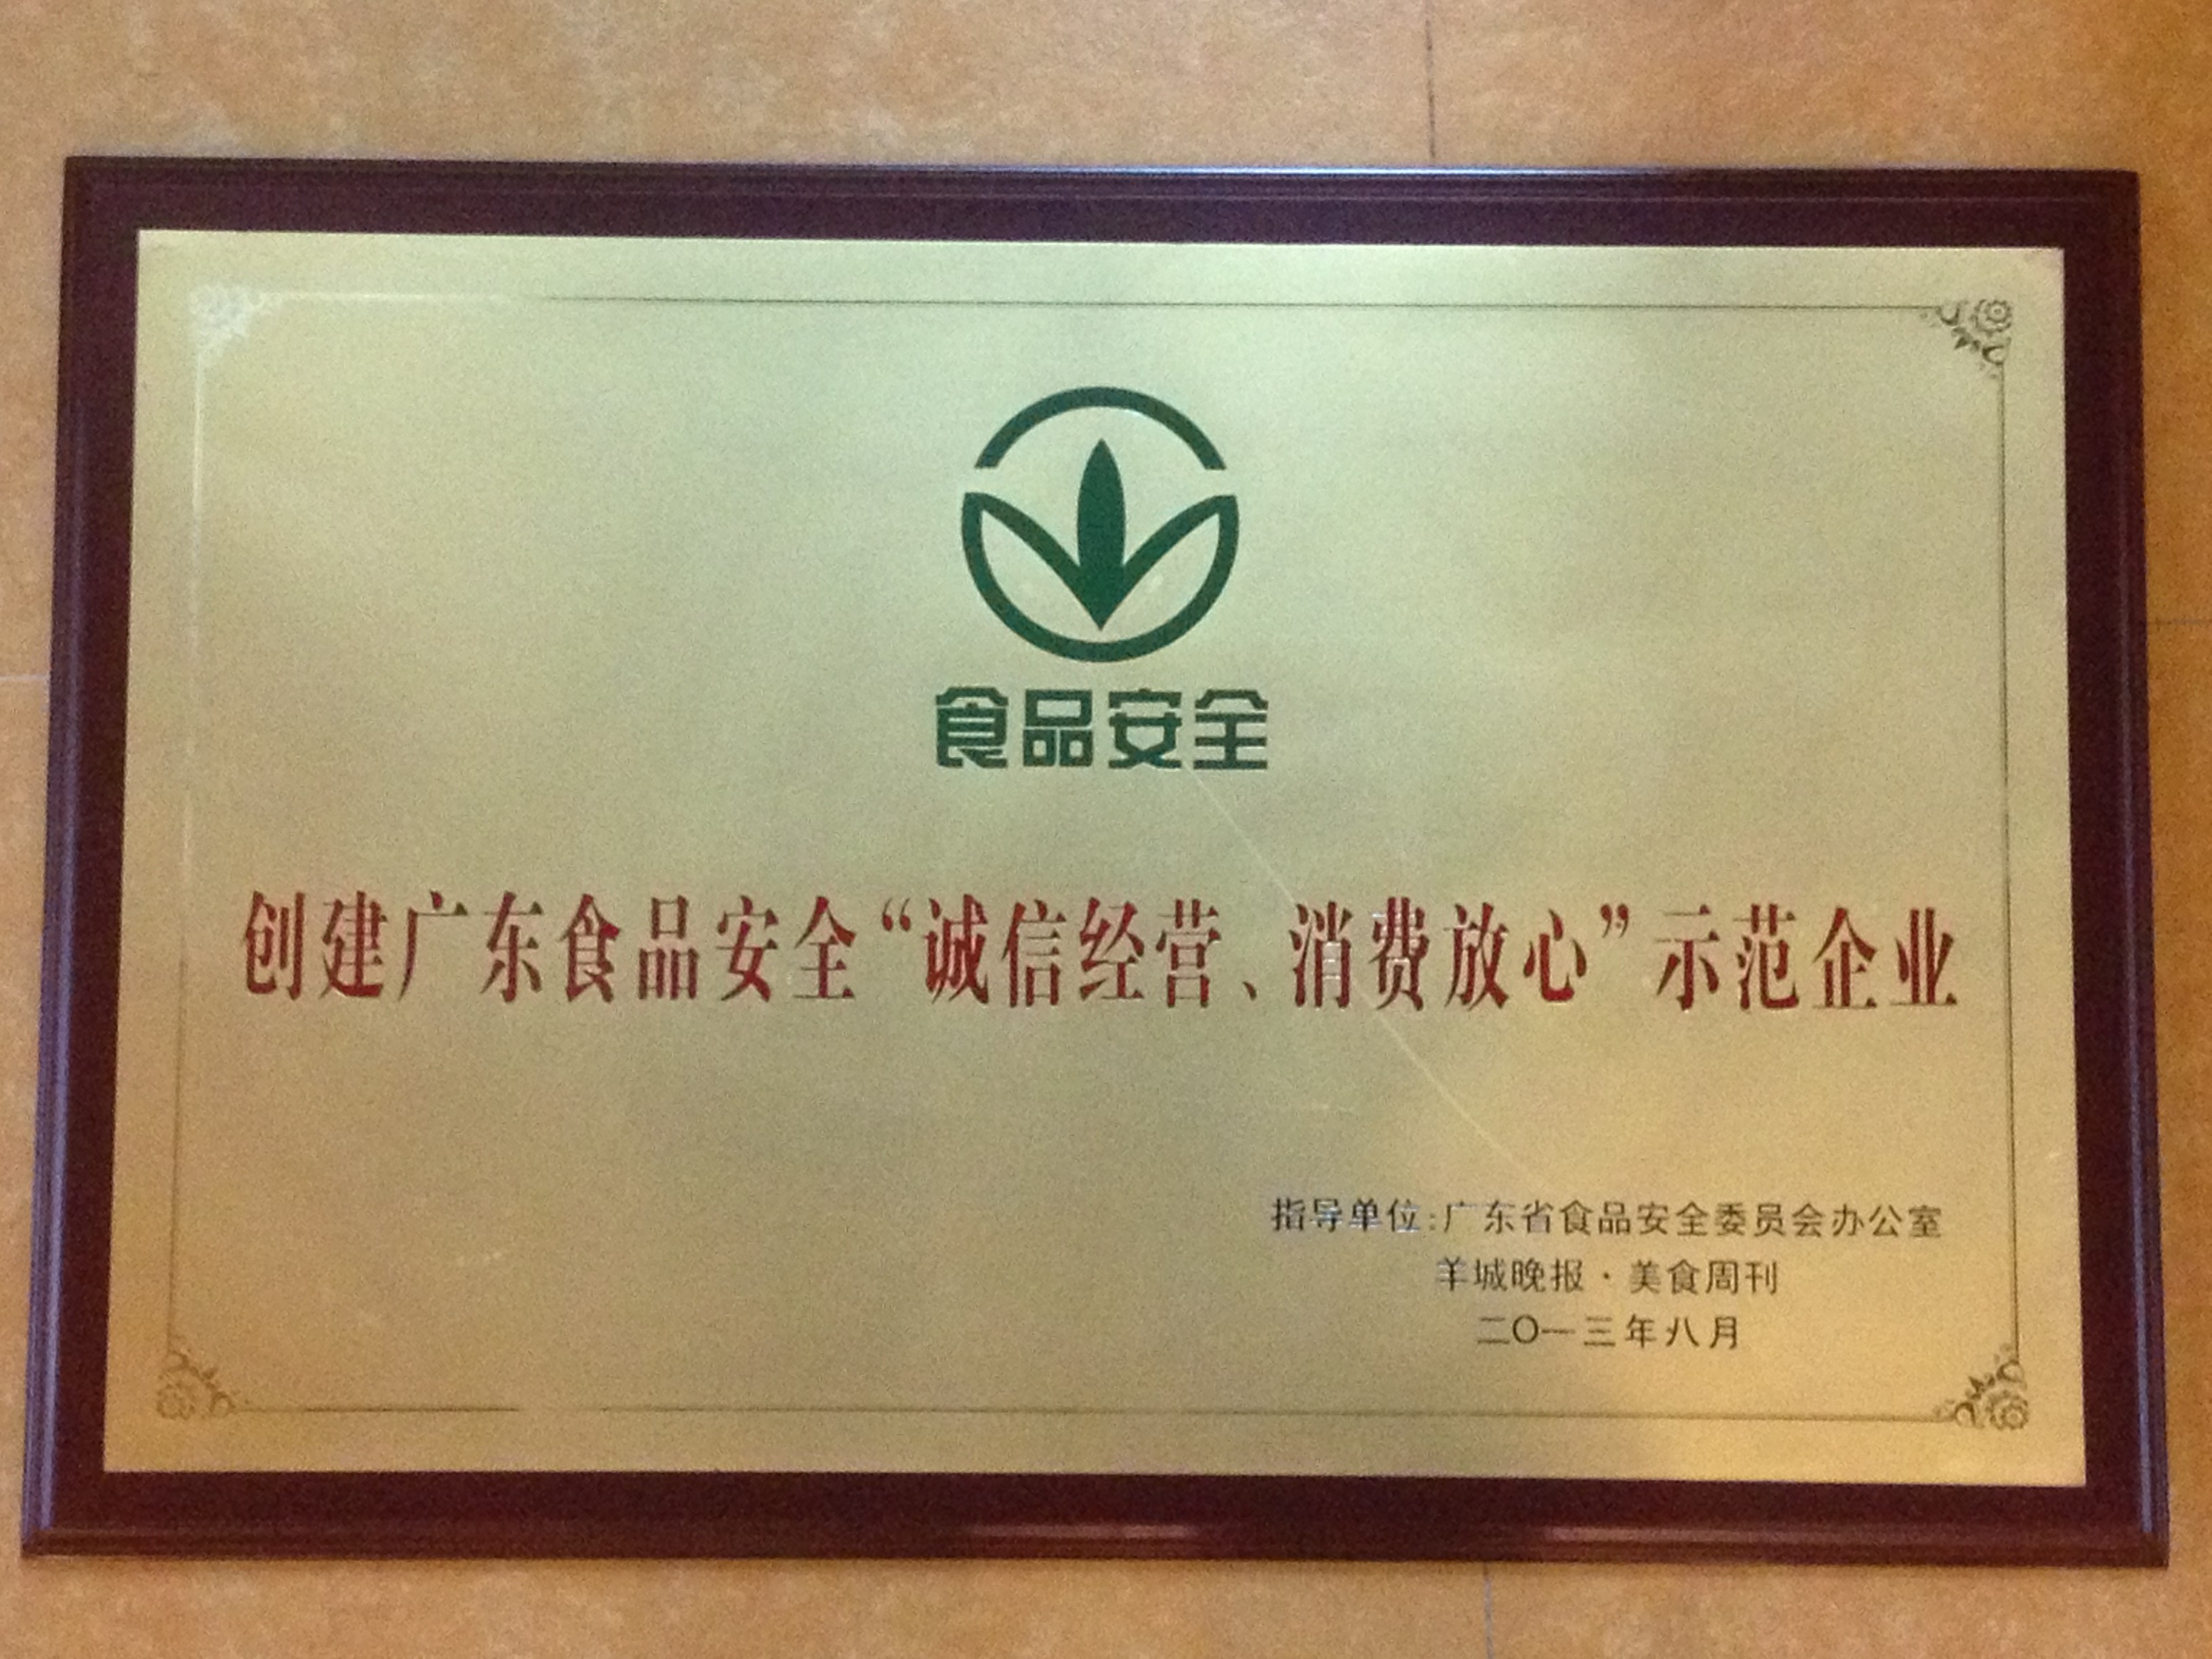 食品安全
创建广东食品安全“诚信经营、消费放心”示范企业
指导单位:广东省食品安全委员会办公室
羊城晚报·美食周刊
二〇一三年八月